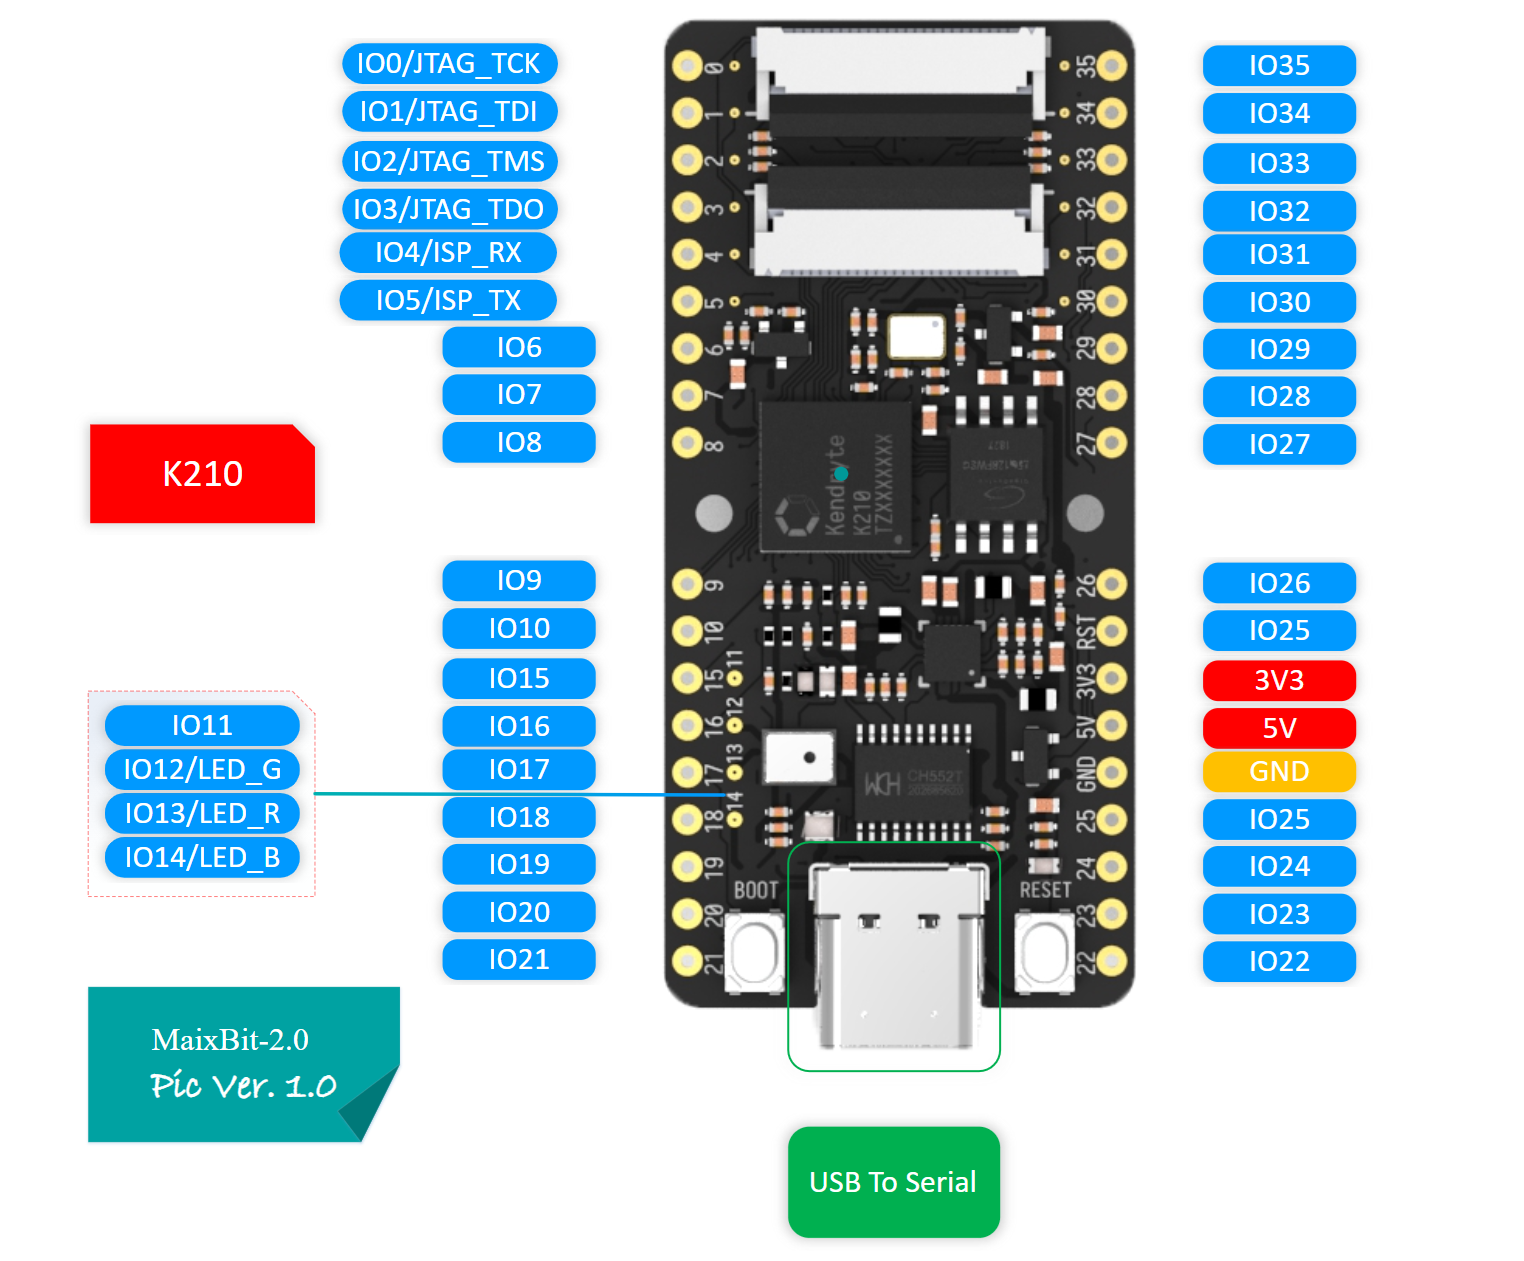 IO0/JTAG_TCK
IO1/JTAG_TDI
IO2/JTAG_TMS
IO3/JTAG_TDO
IO4/ISP_RX
IO5/ISP_TX
IO6
IO7
IO8
K210
IO9
IO10
IO15
IO16
IO17
IO18
IO19
IO20
IO21
IO11
IO12/LED_G
IO13/LED_R
IO14/LED_B
MaixBit-2.0
Pic Ver. 1.0
0
1
2
3
4
5
6
7
8
9
10
15
16
17
18
19
20
21
11
12
13
14
Kendryte
K210
TZXXXXXXX
1827
WCH
CH552T
BOOT
RESET
35
34
33
32
31
30
29
28
27
26
RST
3V3
5V
GND
25
24
23
22
IO35
IO34
IO33
IO32
IO31
IO30
IO29
IO28
IO27
IO26
IO25
3V3
5V
GND
IO25
IO24
IO23
IO22
USB To Serial